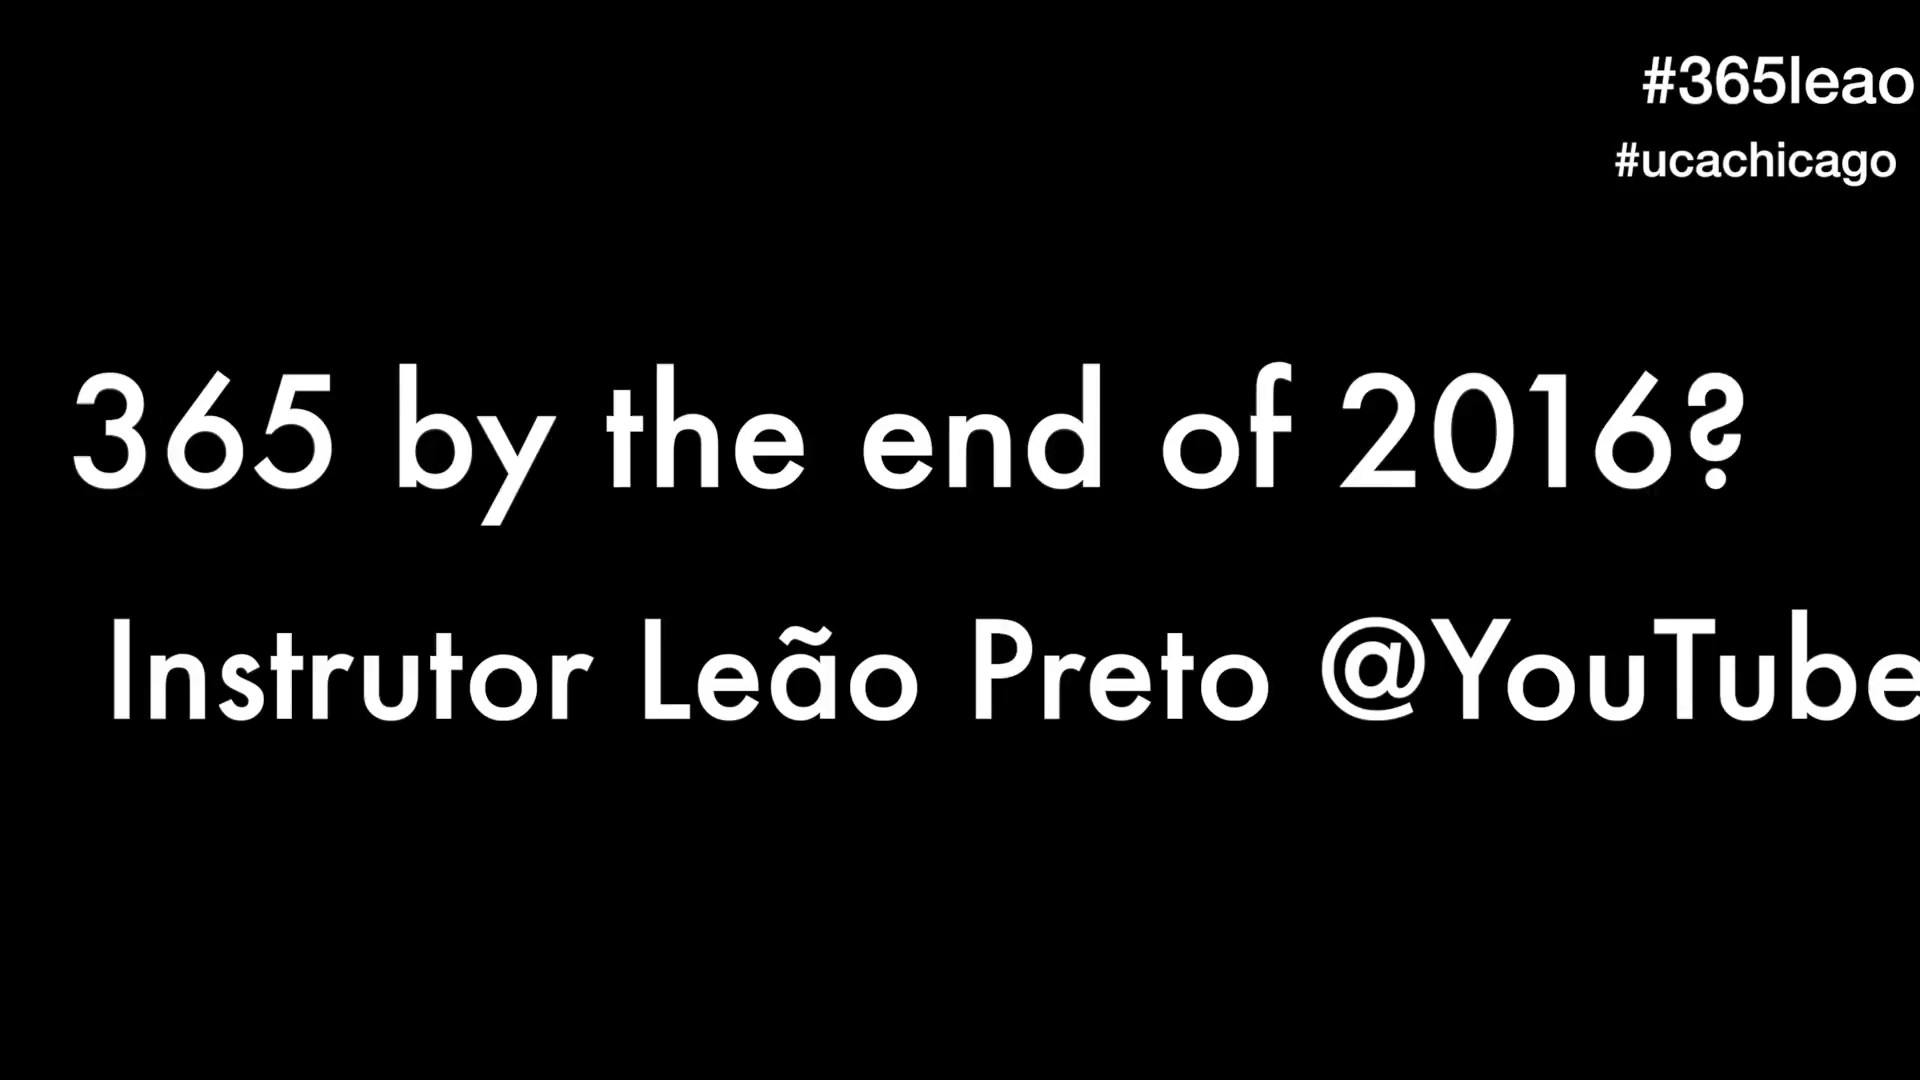 #365leao
#ucachicago
365 by the end of 2016?
Instrutor Leão Preto @YouTube